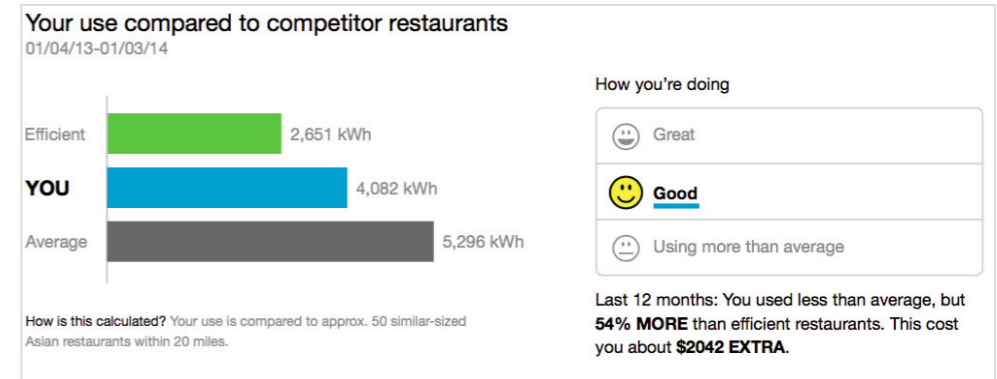 Your use compared to competitor restaurants
01/04/13-01/03/14
Efficient
2,651 kWh
YOU
4,082 kWh
Average
5,296 kWh
How is this calculated? Your use is compared to approx. 50 similar-sized
Asian restaurants within 20 miles.
How you're doing
Great
Good
Using more than average
Last 12 months: You used less than average, but
54% MORE than efficient restaurants. This cost
you about $2042 EXTRA.